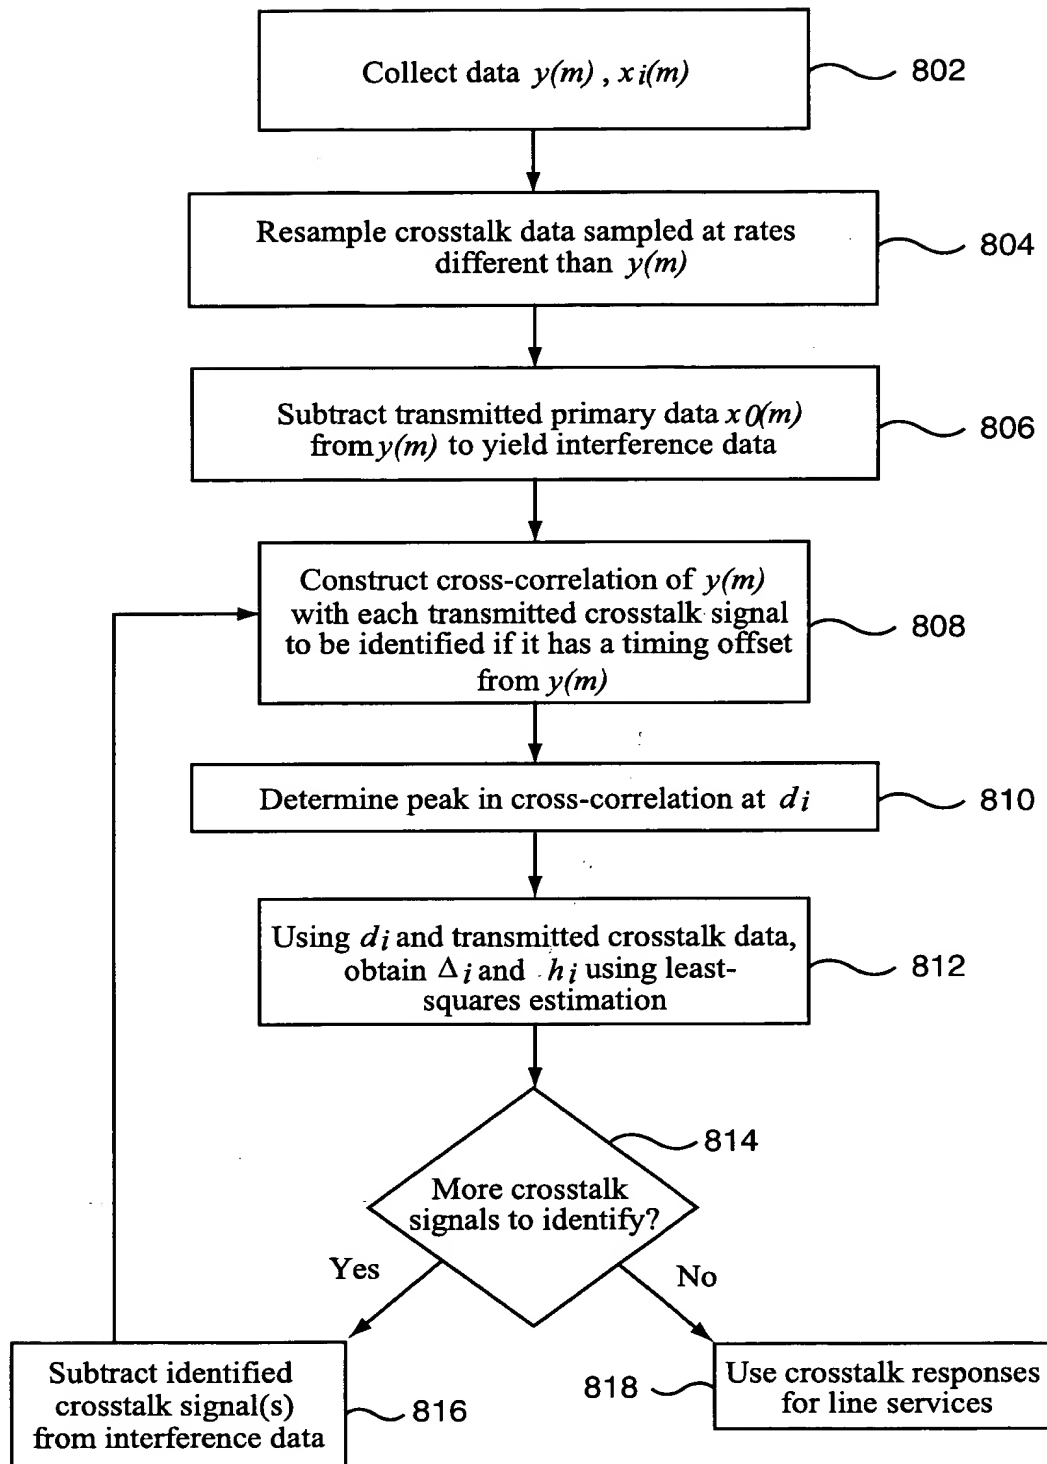 Collect data y(m) , xi(m)
802
Resample crosstalk data sampled at rates
different than y(m)
804
Subtract transmitted primary data x0(m)
from y(m) to yield interference data
806
Construct cross-correlation of y(m)
with each transmitted crosstalk signal
to be identified if it has a timing offset
from y(m)
808
Determine peak in cross-correlation at di
810
Using di and transmitted crosstalk data,
obtain Δi and hi using least-
squares estimation
812
814
More crosstalk
signals to identify?
Yes
No
Subtract identified
crosstalk signal(s)
from interference data
816
818
Use crosstalk responses
for line services